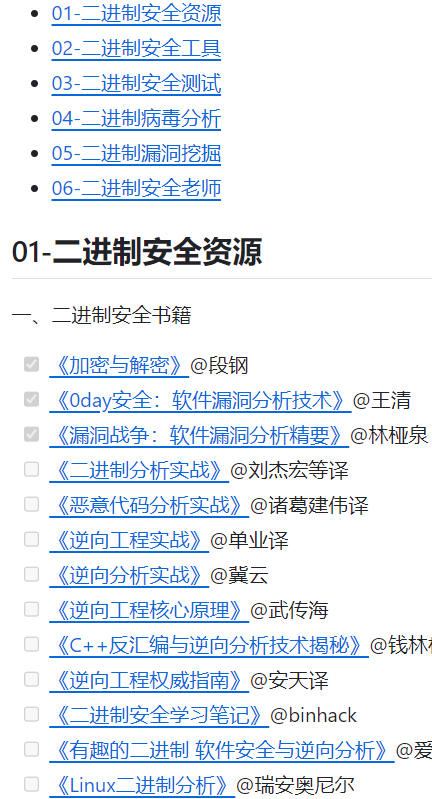 01-二进制安全资源
02-二进制安全工具
03-二进制安全测试
04-二进制病毒分析
05-二进制漏洞挖掘
06-二进制安全老师
01-二进制安全资源
一、二进制安全书籍
《加密与解密》@段钢
《0day安全：软件漏洞分析技术》@王清
《漏洞战争：软件漏洞分析精要》@林桠泉
《二进制分析实战》@刘杰宏等译
《恶意代码分析实战》@诸葛建伟译
《逆向工程实战》@单业译
《逆向分析实战》@冀云
《逆向工程核心原理》@武传海
《C++反汇编与逆向分析技术揭秘》@钱林
《逆向工程权威指南》@安天译
《二进制安全学习笔记》@binhack
《有趣的二进制 软件安全与逆向分析》@爱
《Linux二进制分析》@瑞安奥尼尔